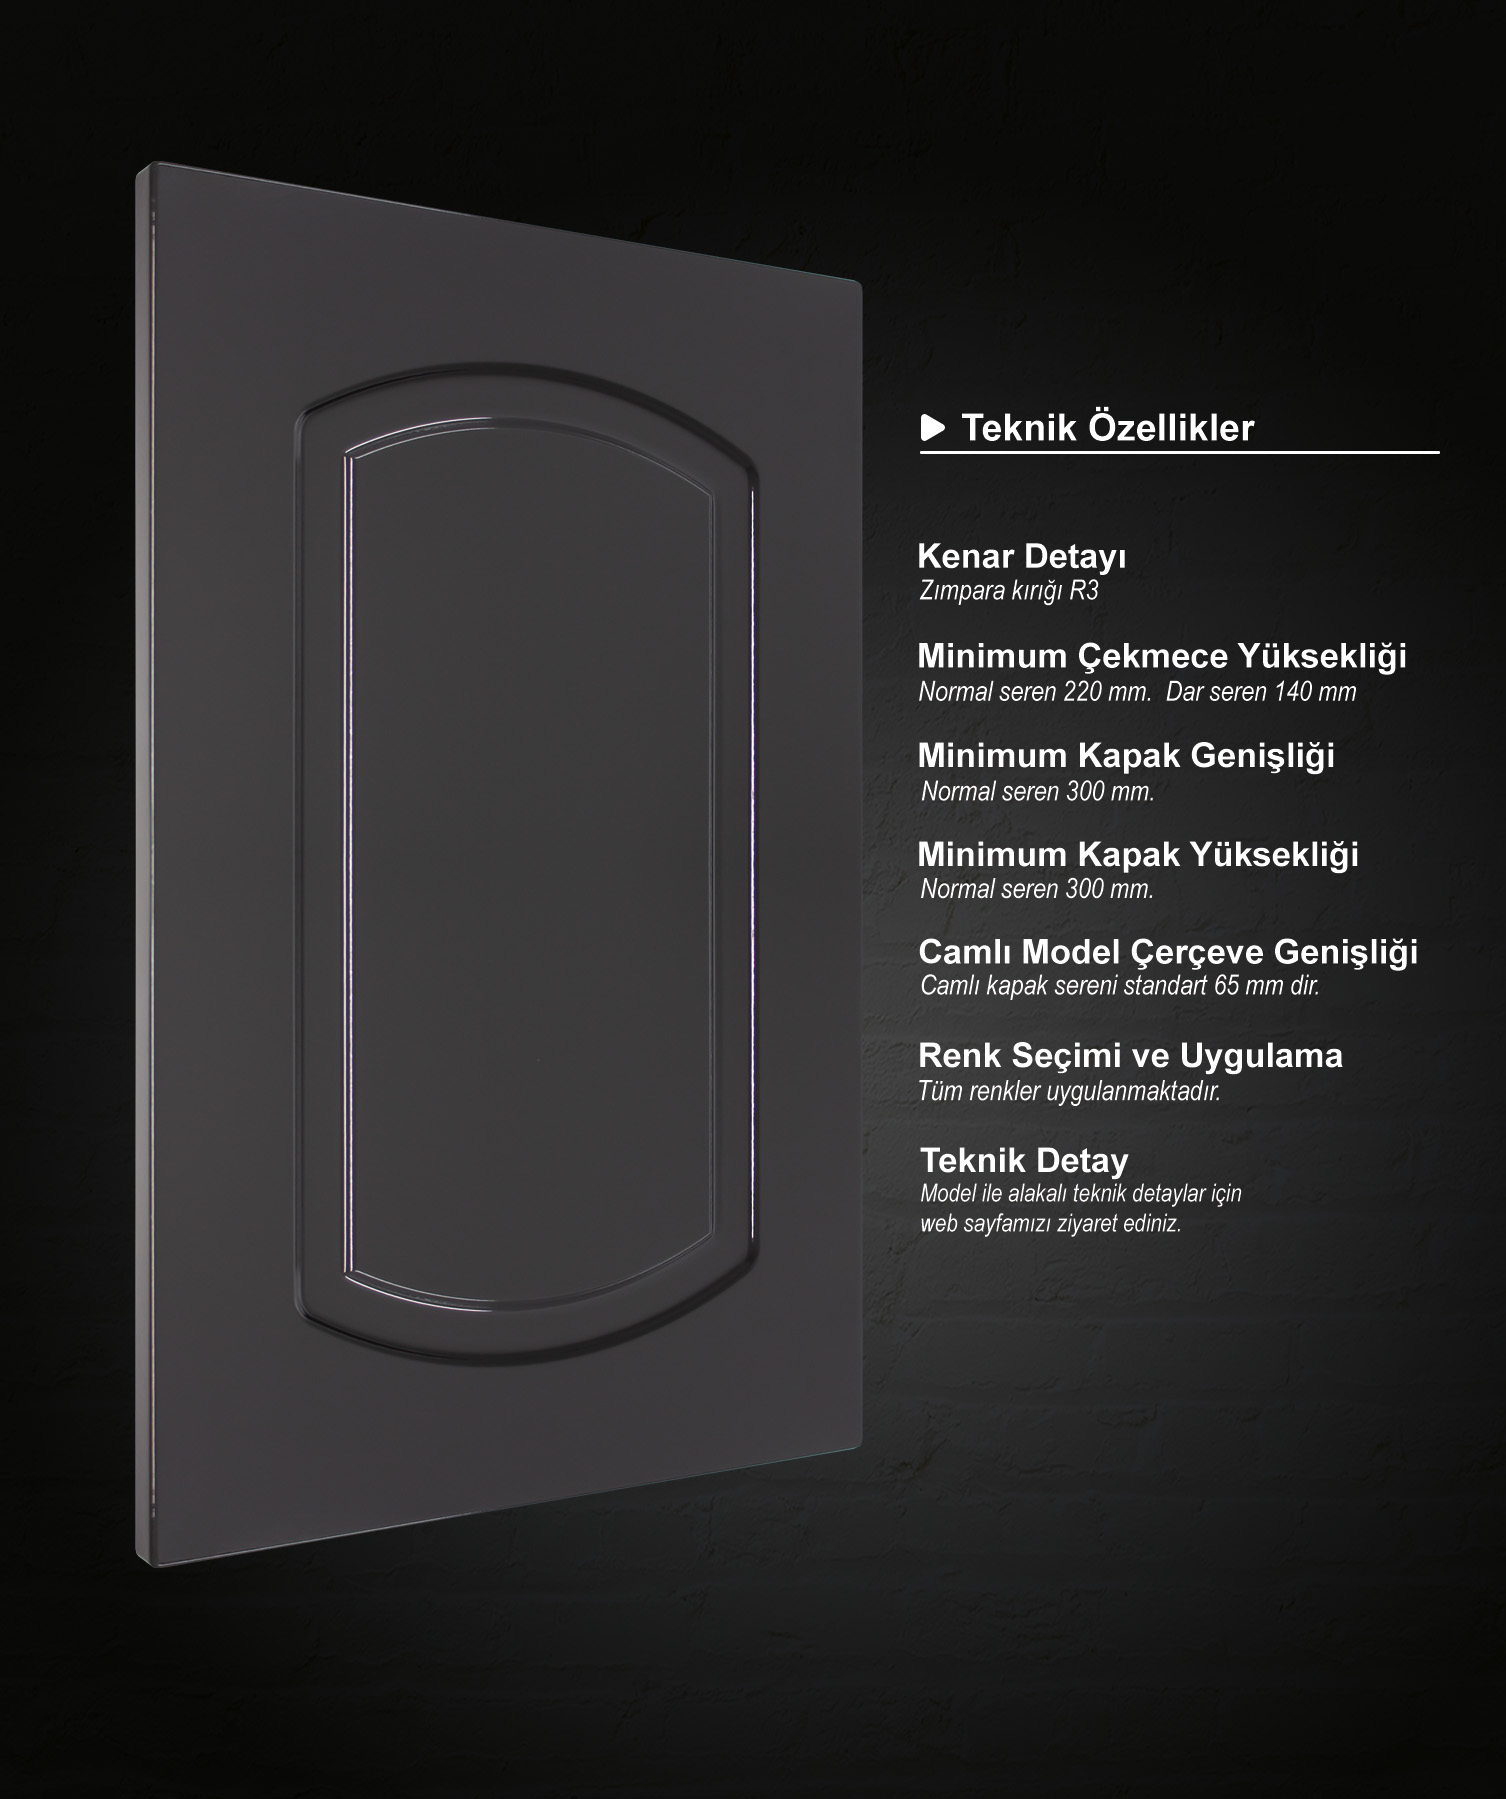 Teknik Özellikler
Kenar Detayı
Zımpara kırığı R3
Minimum Çekmece Yüksekliği
Normal seren 220 mm.  Dar seren 140 mm
Minimum Kapak Genişliği
Normal seren 300 mm.
Minimum Kapak Yüksekliği
Normal seren 300 mm.
Camlı Model Çerçeve Genişliği
Camlı kapak sereni standart 65 mm dir.
Renk Seçimi ve Uygulama
Tüm renkler uygulanmaktadır.
Teknik Detay
Model ile alakalı teknik detaylar için
web sayfamızı ziyaret ediniz.